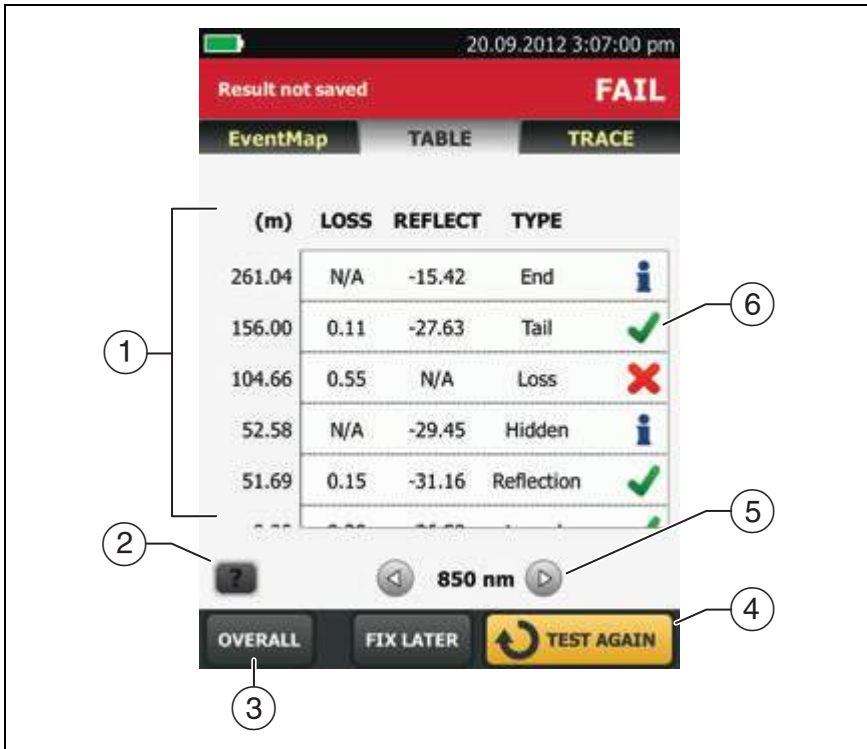 20.09.2012 3:07:00 pm
Result not saved FAIL
EventMap TABLE TRACE
(m) LOSS REFLECT TYPE
261.04 N/A -15.42 End
156.00 0.11 -27.63 Tail
104.66 0.55 N/A Loss
52.58 N/A -29.45 Hidden
51.69 0.15 -31.16 Reflection
1
6
2
5
? 850 nm
4
OVERALL FIX LATER TEST AGAIN
3